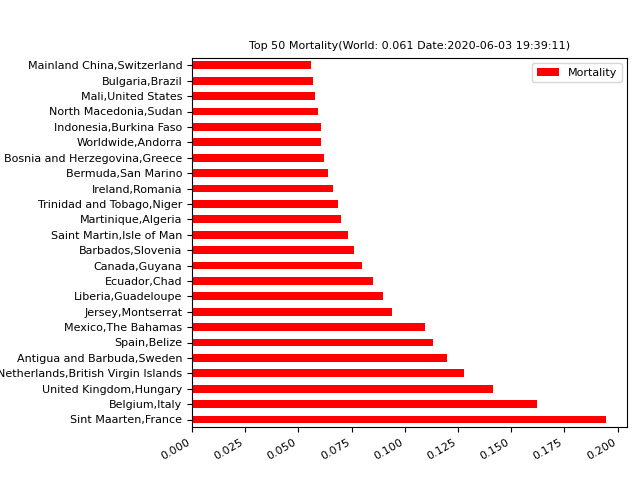 Top 50 Mortality(World: 0.061 Date:2020-06-03 19:39:11)
Mortality
Mainland China,Switzerland
Bulgaria,Brazil
Mali,United States
North Macedonia,Sudan
Indonesia,Burkina Faso
Worldwide,Andorra
Bosnia and Herzegovina,Greece
Bermuda,San Marino
Ireland,Romania
Trinidad and Tobago,Niger
Martinique,Algeria
Saint Martin,Isle of Man
Barbados,Slovenia
Canada,Guyana
Ecuador,Chad
Liberia,Guadeloupe
Jersey,Montserrat
Mexico,The Bahamas
Spain,Belize
Antigua and Barbuda,Sweden
Netherlands,British Virgin Islands
United Kingdom,Hungary
Belgium,Italy
Sint Maarten,France
0.000 0.025 0.050 0.075 0.100 0.125 0.150 0.175 0.200